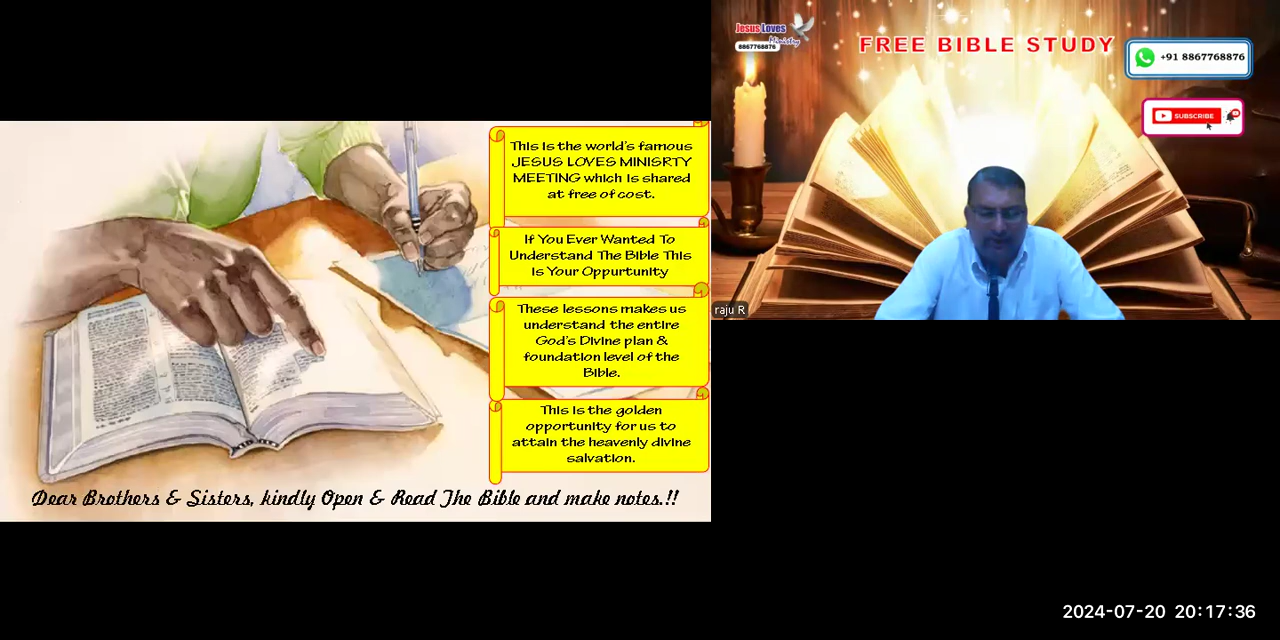 This is the world's famous
JESUS LOVES MINISRTY
MEETING which is shared
at free of cost.
If You Ever Wanted To
Understand The Bible This
is Your Oppurtunity
These lessons makes us
understand the entire
God's Divine plan &
foundation level of the
Bible.
This is the golden
opportunity for us to
attain the heavenly divine
salvation.
Dear Brothers & Sisters, kindly Open & Read The Bible and make notes.!!
Jesus Loves
Ministry
8867768876
FREE BIBLE STUDY
+91 8867768876
SUBSCRIBE
raju R
2024-07-20 20:17:36